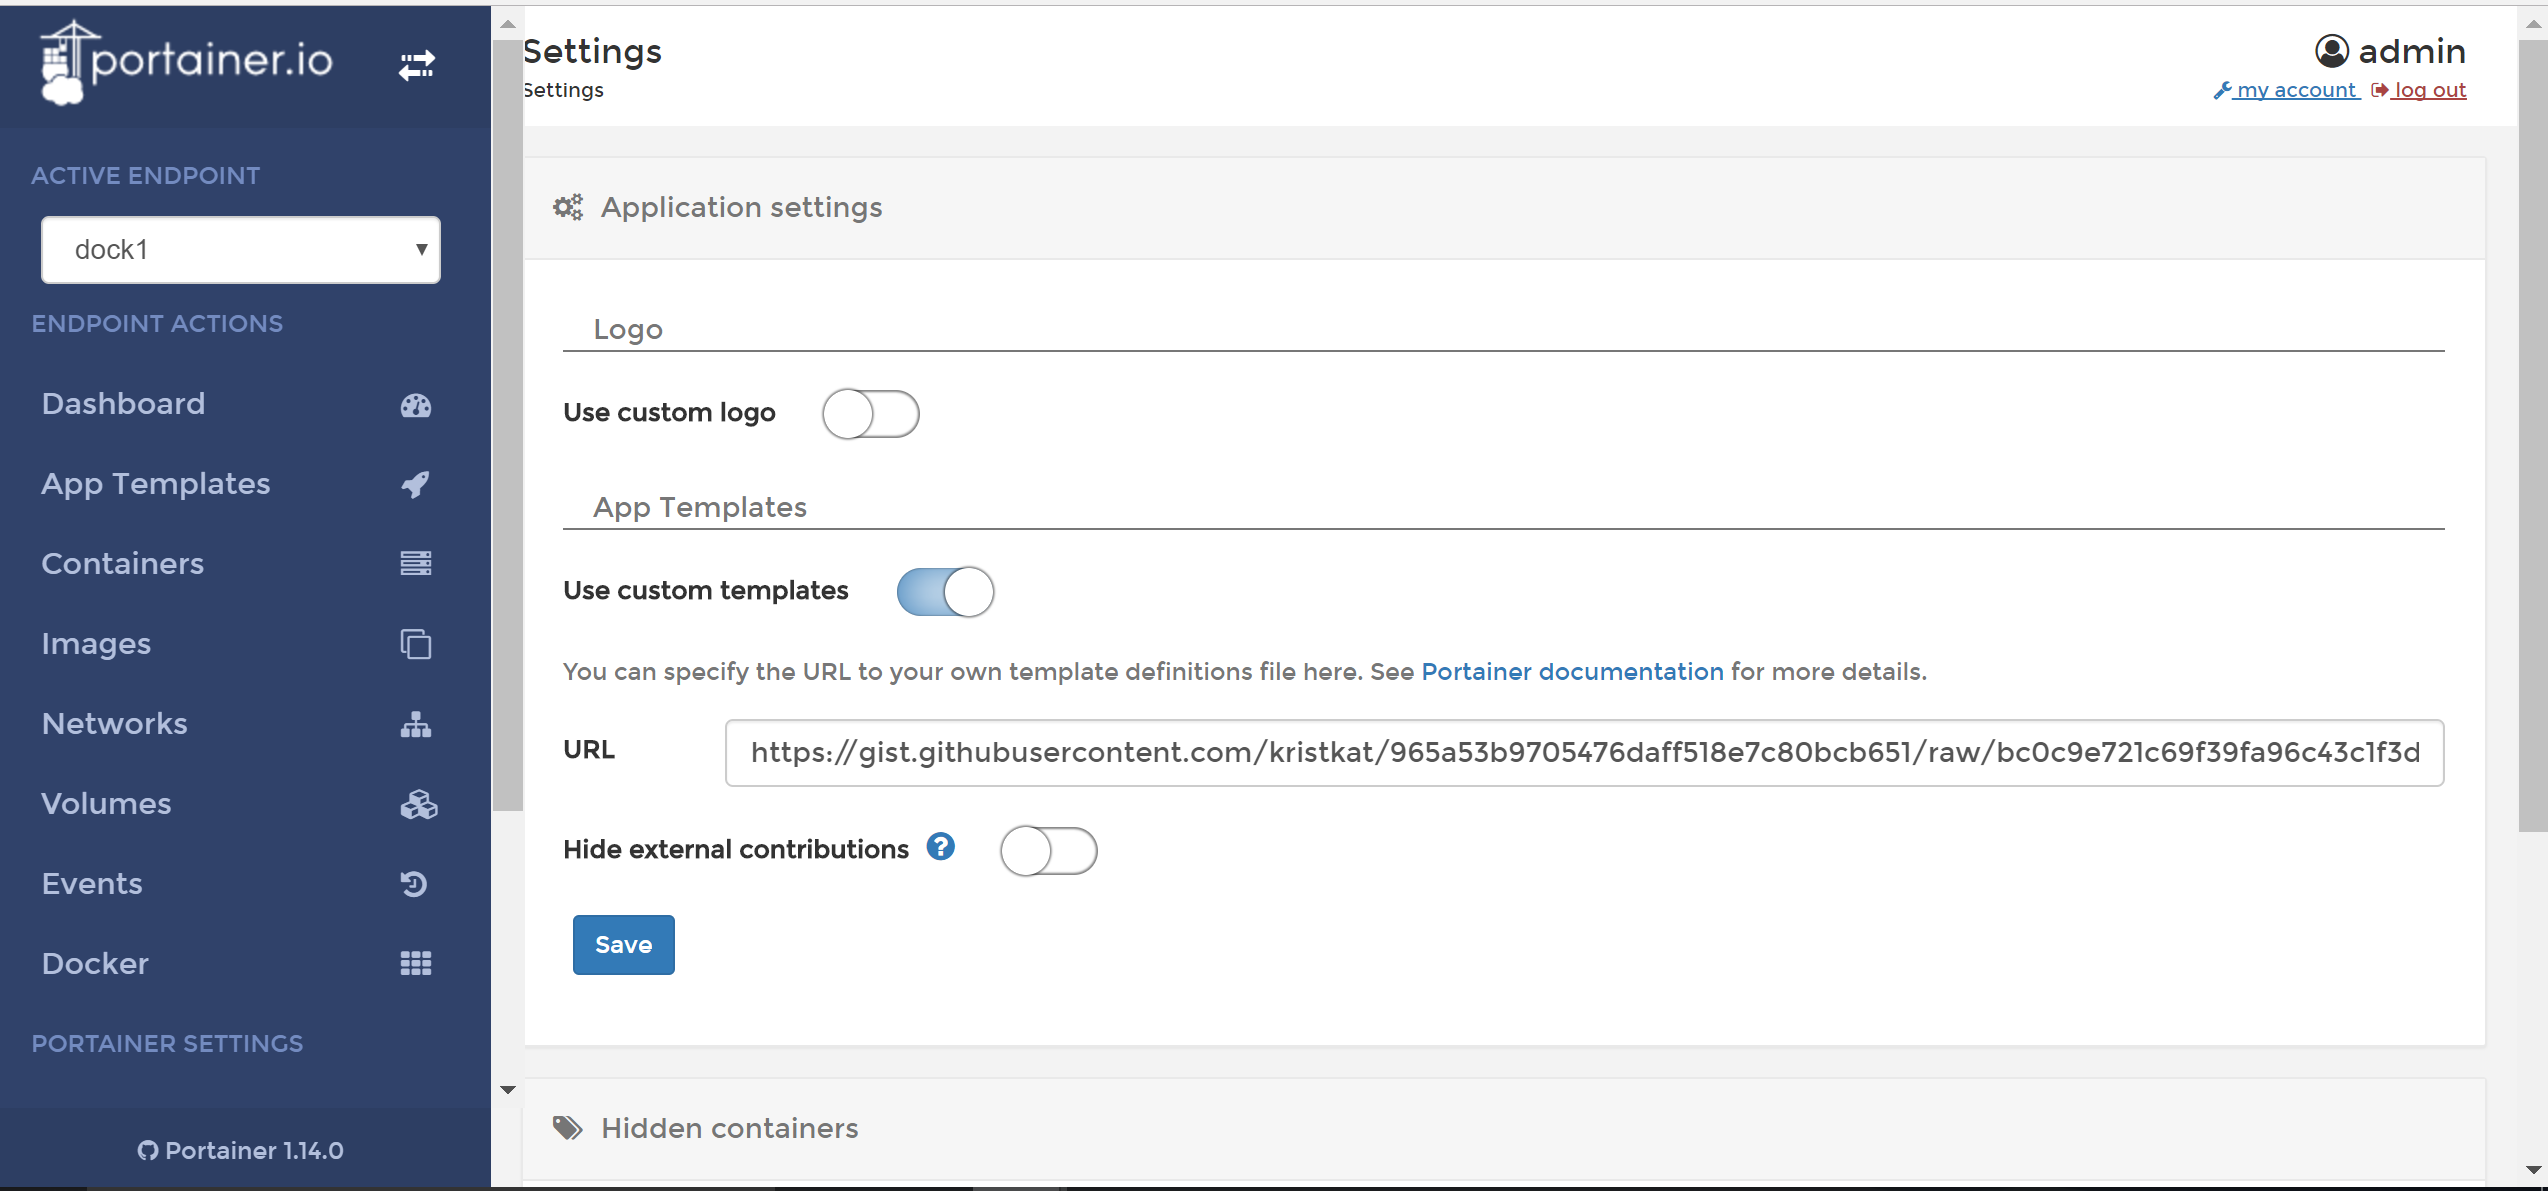 portainer.io
ACTIVE ENDPOINT
dock1
ENDPOINT ACTIONS
Dashboard
App Templates
Containers
Images
Networks
Volumes
Events
Docker
PORTAINER SETTINGS
Portainer 1.14.0
Settings
Settings
admin
my account log out
Application settings
Logo
Use custom logo
App Templates
Use custom templates
You can specify the URL to your own template definitions file here. See Portainer documentation for more details.
URL https://gist.githubusercontent.com/kristkat/965a53b9705476daff518e7c80bcb651/raw/bc0c9e721c69f39fa96c43c1f3d
Hide external contributions ?
Save
Hidden containers